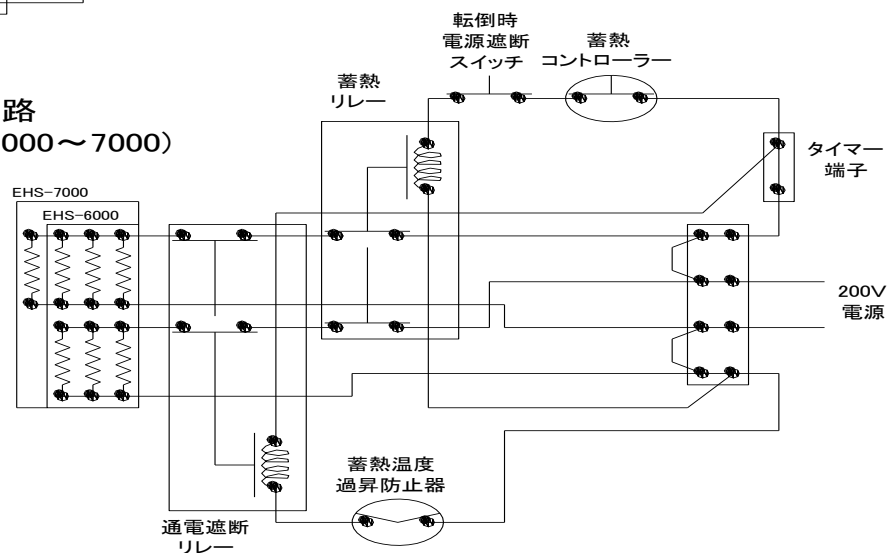 転倒時
電源遮断
スイッチ
蓄熱
コントローラー
蓄熱
リレー
路
000～7000)
タイマー
端子
EHS-7000
EHS-6000
200V
電源
蓄熱温度
過昇防止器
通電遮断
リレー